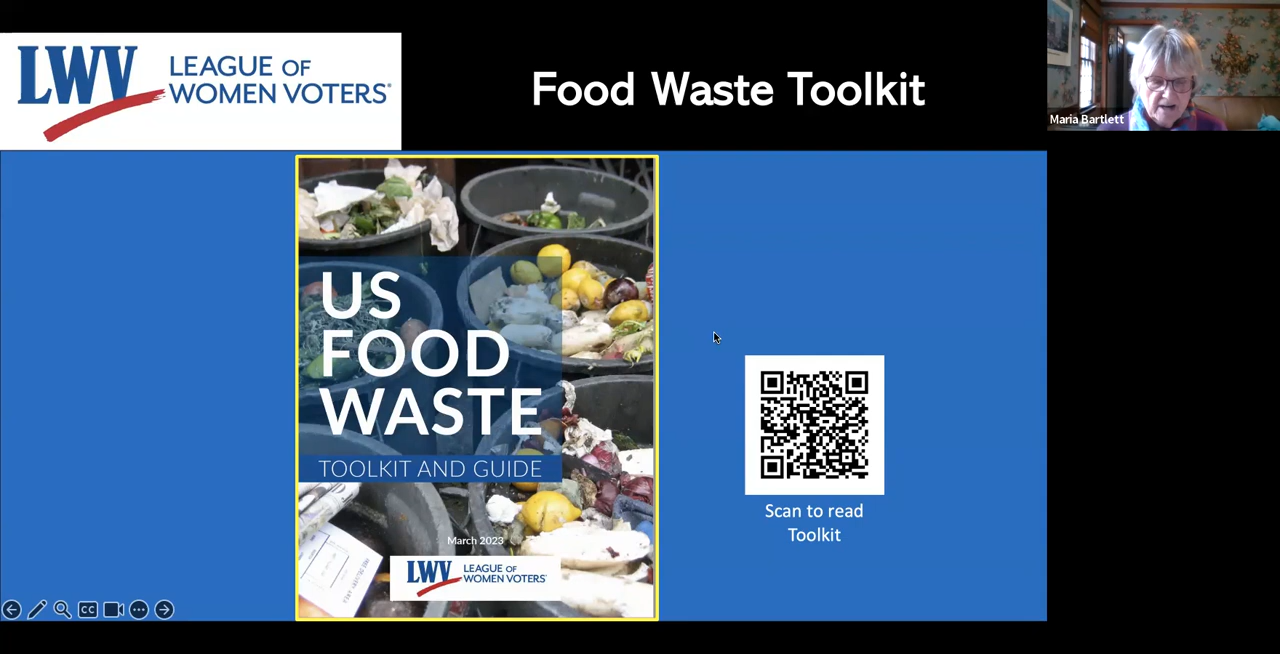 LWV LEAGUE OF
WOMEN VOTERS®
Food Waste Toolkit
Maria Bartlett
US
FOOD
WASTE
TOOLKIT AND GUIDE
March 2023
LWV LEAGUE OF
WOMEN VOTERS®
Scan to read
Toolkit
CC